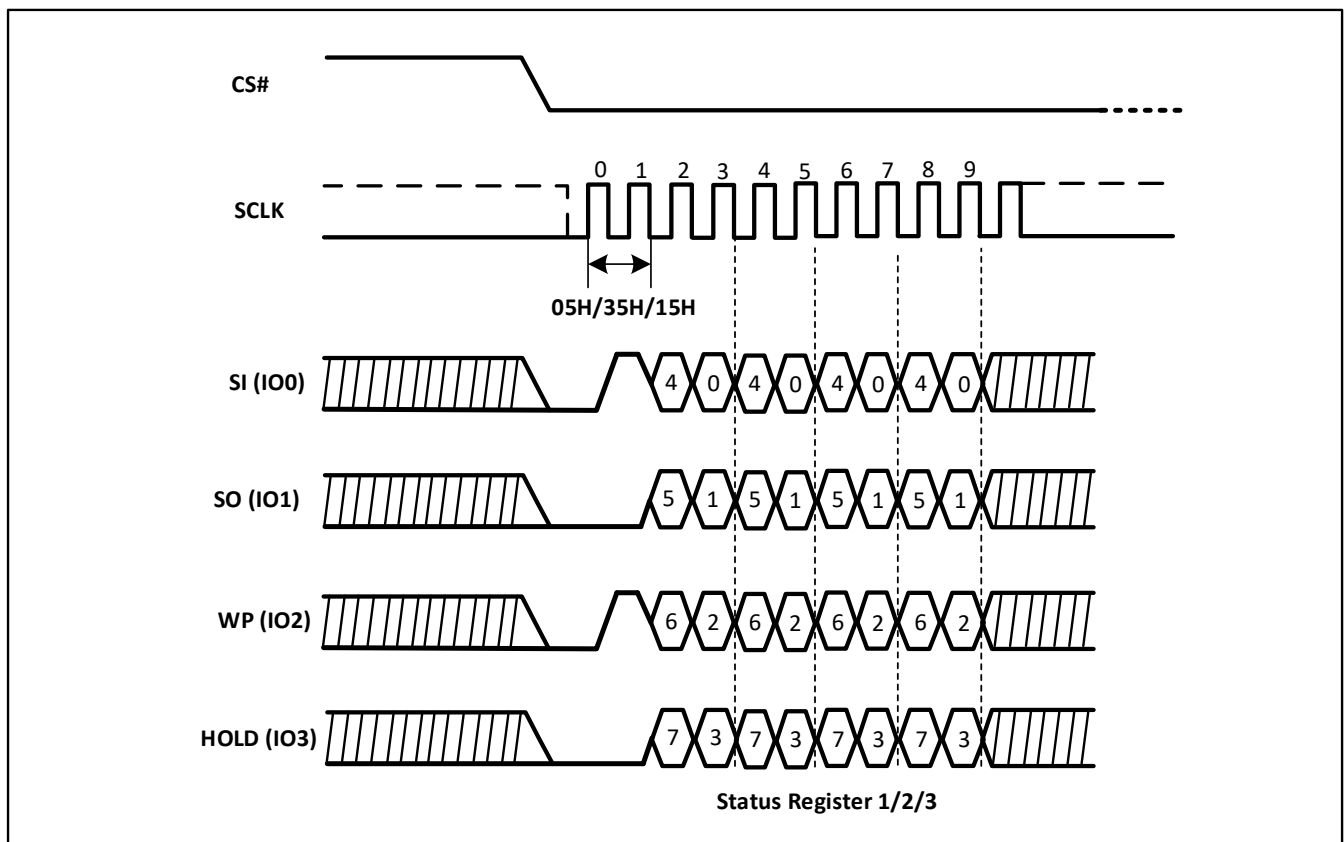 CS#
0 1 2 3 4 5 6 7 8 9
SCLK
05H/35H/15H
SI (IO0) 4 0 4 0 4 0 4 0
SO (IO1) 5 1 5 1 5 1 5 1
WP (IO2) 6 2 6 2 6 2 6 2
HOLD (IO3) 7 3 7 3 7 3 7 3
Status Register 1/2/3